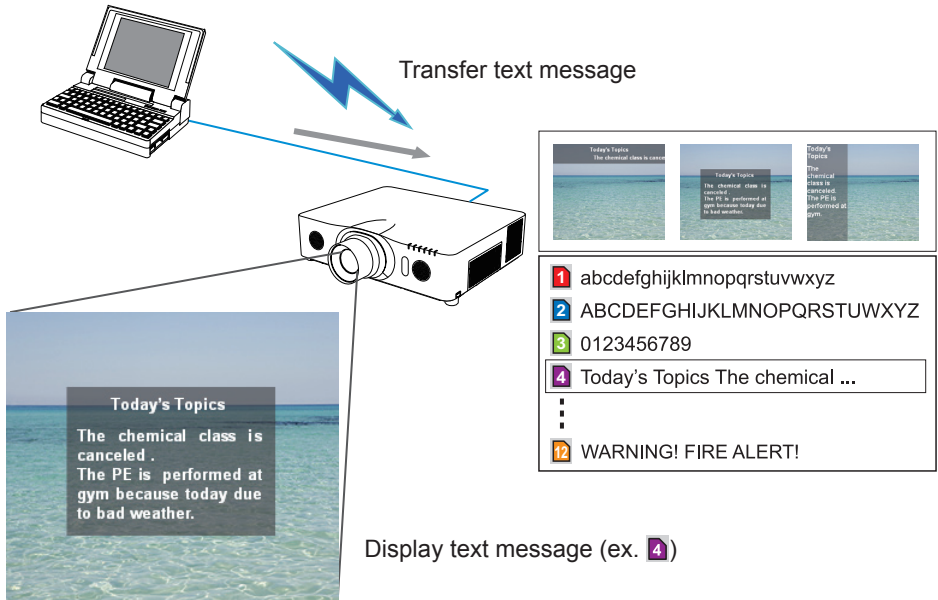 Transfer text message
Today's Topics
The chemical class is cance
Today's Topics
The chemical class is
canceled .
The PE is performed at
gym because today due
to bad weather.
Today's
Topics
The
chemical
class is
canceled.
The PE is
performed at
gym.
1 abcdefghijklmnopqrstuvwxyz
2 ABCDEFGHIJKLMNOPQRSTUWXYZ
3 0123456789
4 Today's Topics The chemical ...
12 WARNING! FIRE ALERT!
Today's Topics
The chemical class is
canceled .
The PE is performed at
gym because today due
to bad weather.
Display text message (ex. 4)